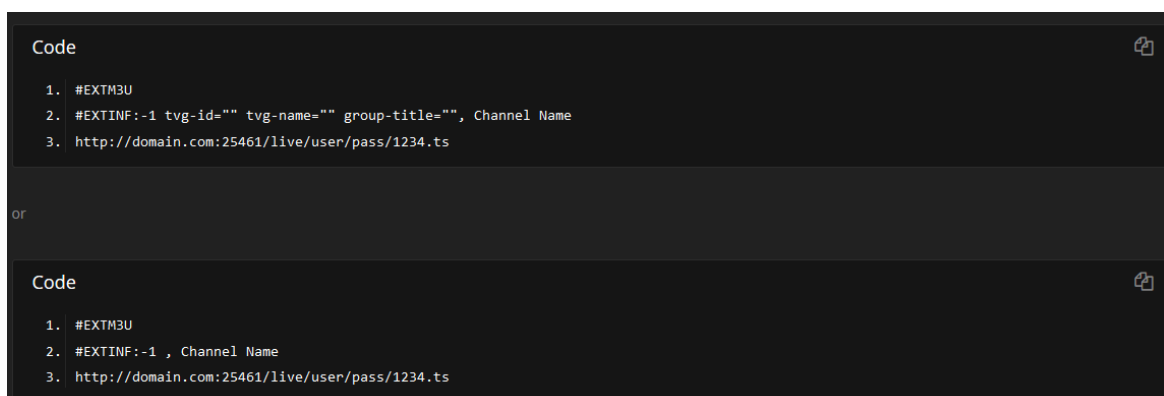 Code
1. #EXTM3U
2. #EXTINF:-1 tvg-id="" tvg-name="" group-title="", Channel Name
3. http://domain.com:25461/live/user/pass/1234.ts
or
Code
1. #EXTM3U
2. #EXTINF:-1 , Channel Name
3. http://domain.com:25461/live/user/pass/1234.ts